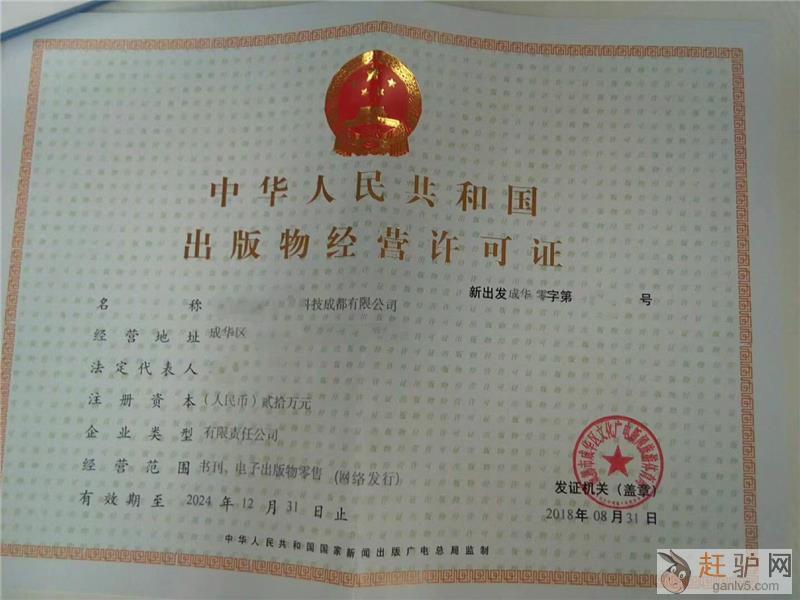 中华人民共和国
出版物经营许可证
新出发成华 零字第 号
名 称 科技成都有限公司
经营地址 成华区
法定代表人
注册资本 (人民币)贰拾万元
企业类型 有限责任公司
经营范围 书刊、电子出版物零售 (网络发行)
有效期至 2024 年 12 月 31 日止
发证机关(盖章)
2018年 08 月 31 日
中华人民共和国国家新闻出版广电总局监制
赶驴网
ganlv5.com